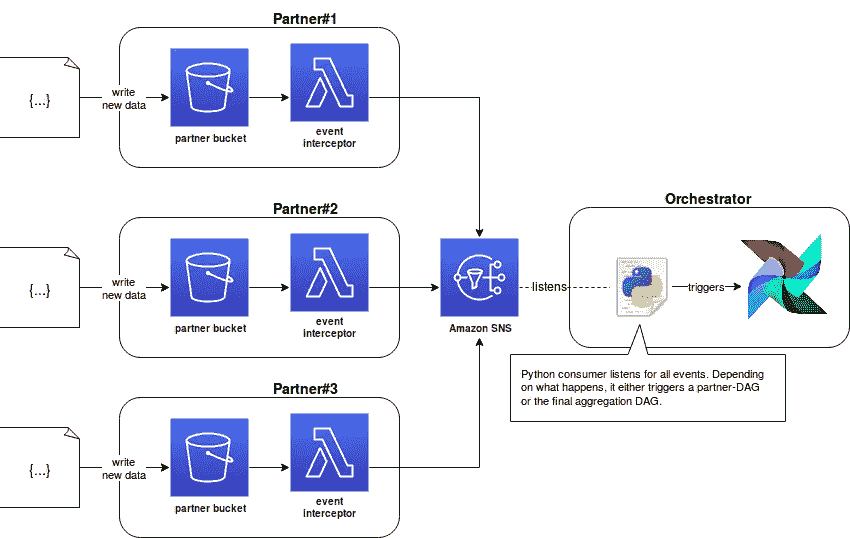 Partner#1
{...}
write
new data
partner bucket
event
interceptor
Partner#2
{...}
write
new data
partner bucket
event
interceptor
Amazon SNS
listens
Orchestrator
triggers
Python consumer listens for all events. Depending
on what happens, it either triggers a partner-DAG
or the final aggregation DAG.
Partner#3
{...}
write
new data
partner bucket
event
interceptor